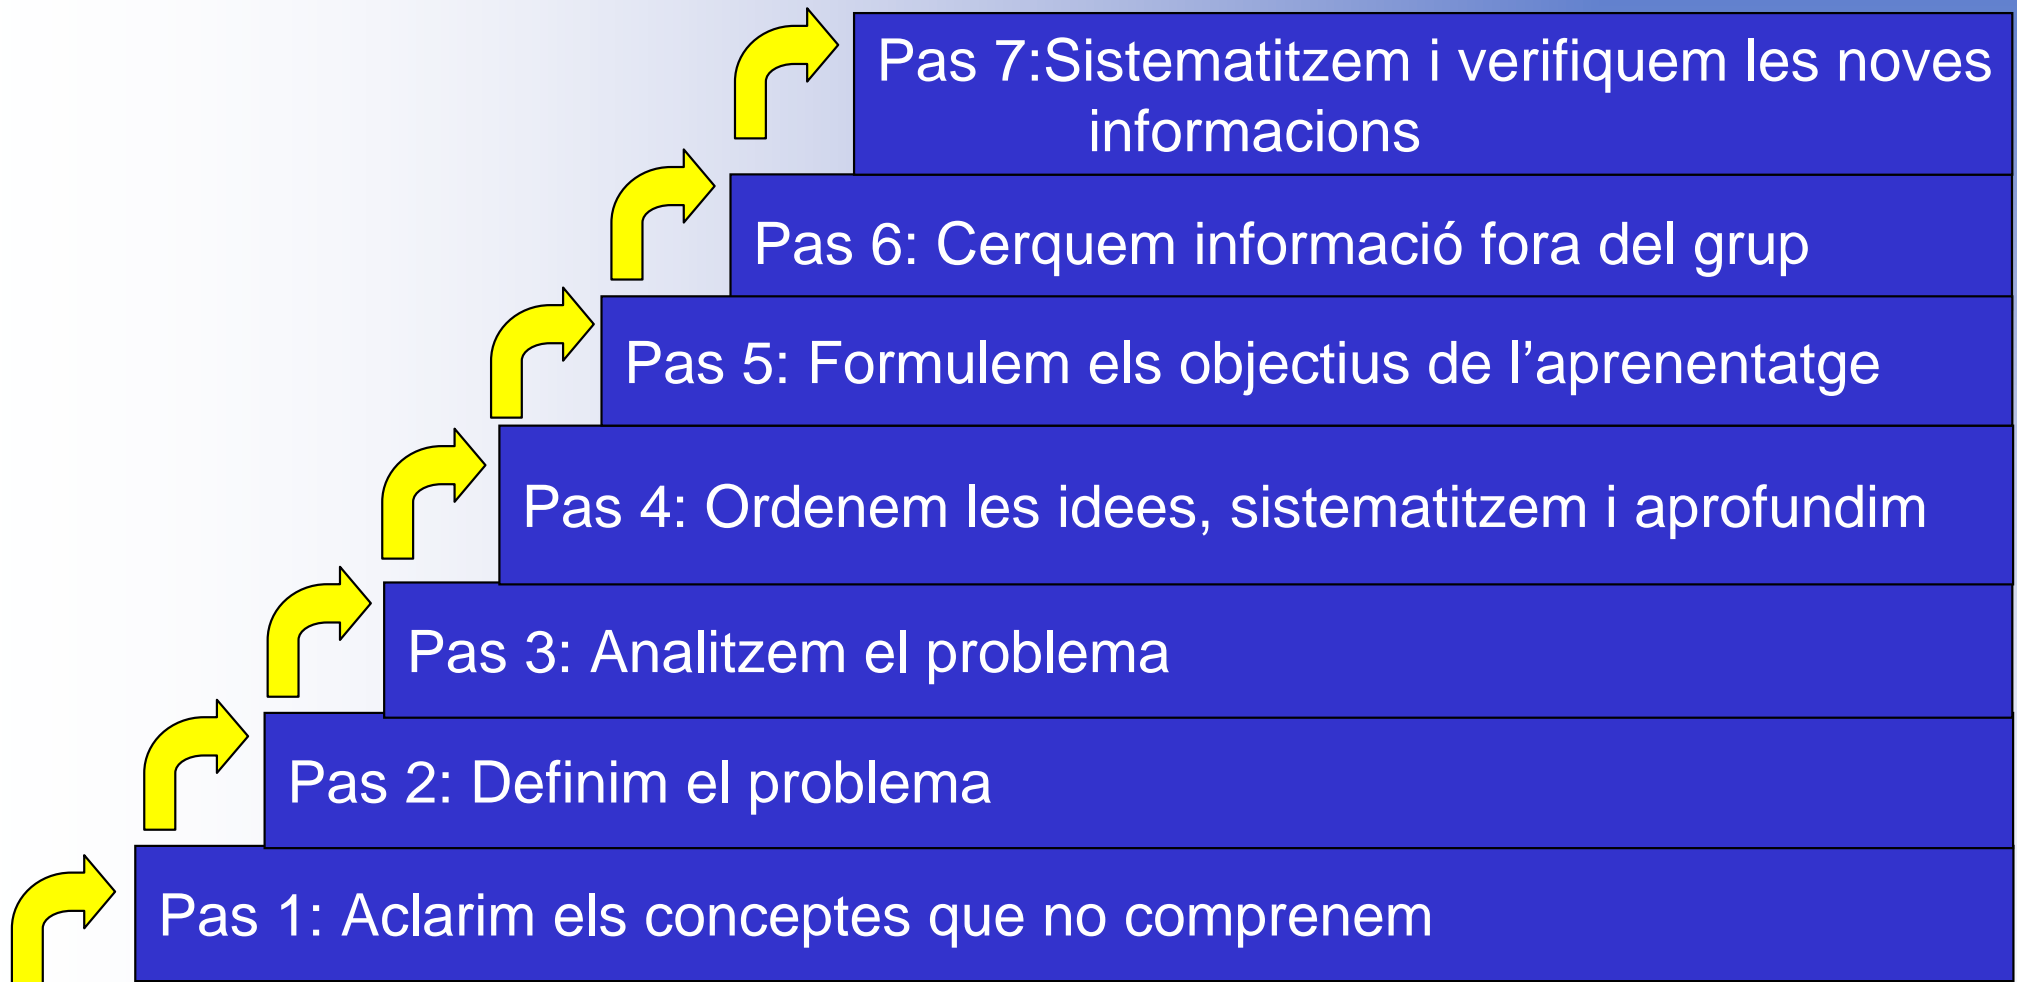 Pas 7:Sistematitzem i verifiquem les noves
informacions
Pas 6: Cerquem informació fora del grup
Pas 5: Formulem els objectius de l’aprenentatge
Pas 4: Ordenem les idees, sistematitzem i aprofundim
Pas 3: Analitzem el problema
Pas 2: Definim el problema
Pas 1: Aclarim els conceptes que no comprenem